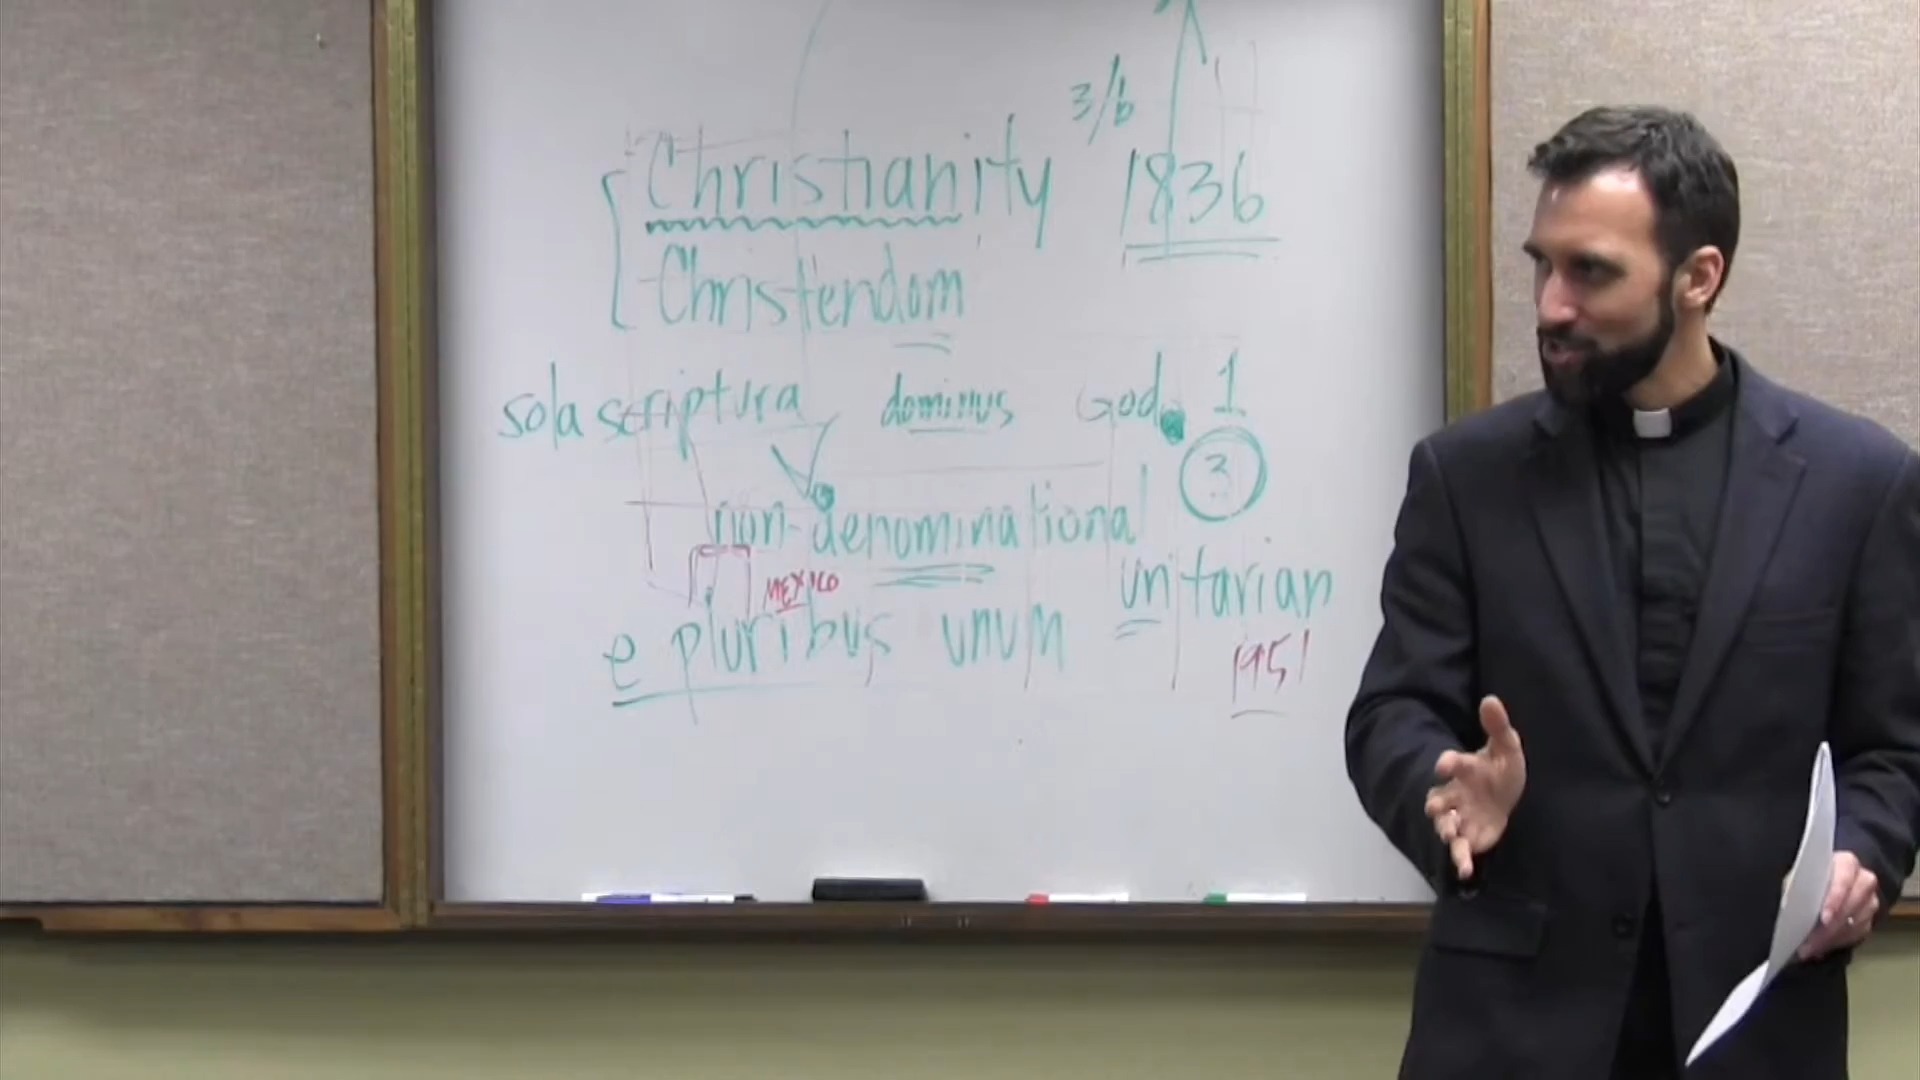 3/6
Christianity 1836
Christendom
sola scriptura dominus God 1
3
non-denominational
MEXICO unitarian
e pluribus unum
1951